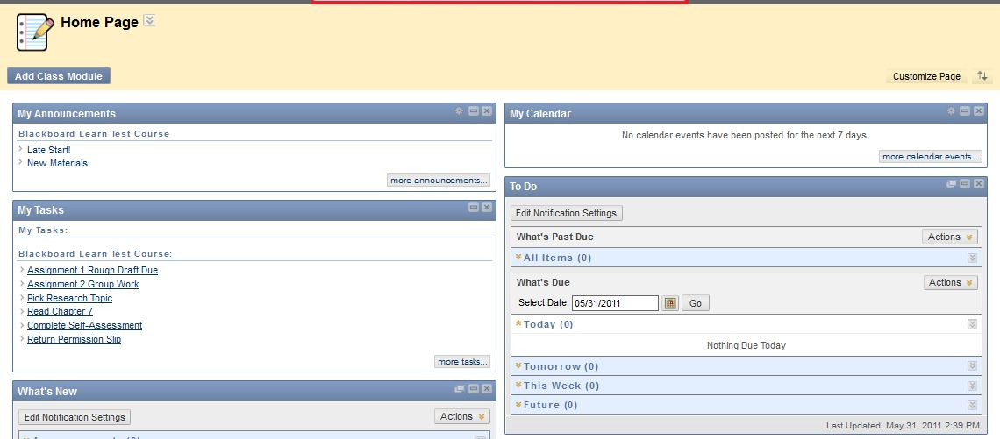 Home Page
Add Class Module
Customize Page
My Announcements
Blackboard Learn Test Course
Late Start!
New Materials
more announcements...
My Tasks
My Tasks:
Blackboard Learn Test Course:
Assignment 1 Rough Draft Due
Assignment 2 Group Work
Pick Research Topic
Read Chapter 7
Complete Self-Assessment
Return Permission Slip
more tasks...
What's New
Edit Notification Settings
Actions
My Calendar
No calendar events have been posted for the next 7 days.
more calendar events...
To Do
Edit Notification Settings
What's Past Due
Actions
All Items (0)
What's Due
Actions
Select Date: 05/31/2011 Go
Today (0)
Nothing Due Today
Tomorrow (0)
This Week (0)
Future (0)
Last Updated: May 31, 2011 2:39 PM